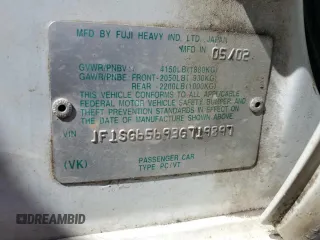 MFD BY FUJI HEAVY IND. LTD. JAPAN
MFD IN 05/02
GVWR/PNBV : 4150LB(1880KG)
GAWR/PNBE FRONT-2050LB( 930KG)
REAR -2200LB(1000KG)
THIS VEHICLE CONFORMS TO ALL APPLICABLE
FEDERAL MOTOR VEHICLE SAFETY, BUMPER, AND
THEFT PREVENTION STANDARDS IN EFFECT ON
THE DATE OF MANUFACTURE SHOWN ABOVE.
VIN
(VK)
PASSENGER CAR
TYPE PC/VT
© DREAMBID